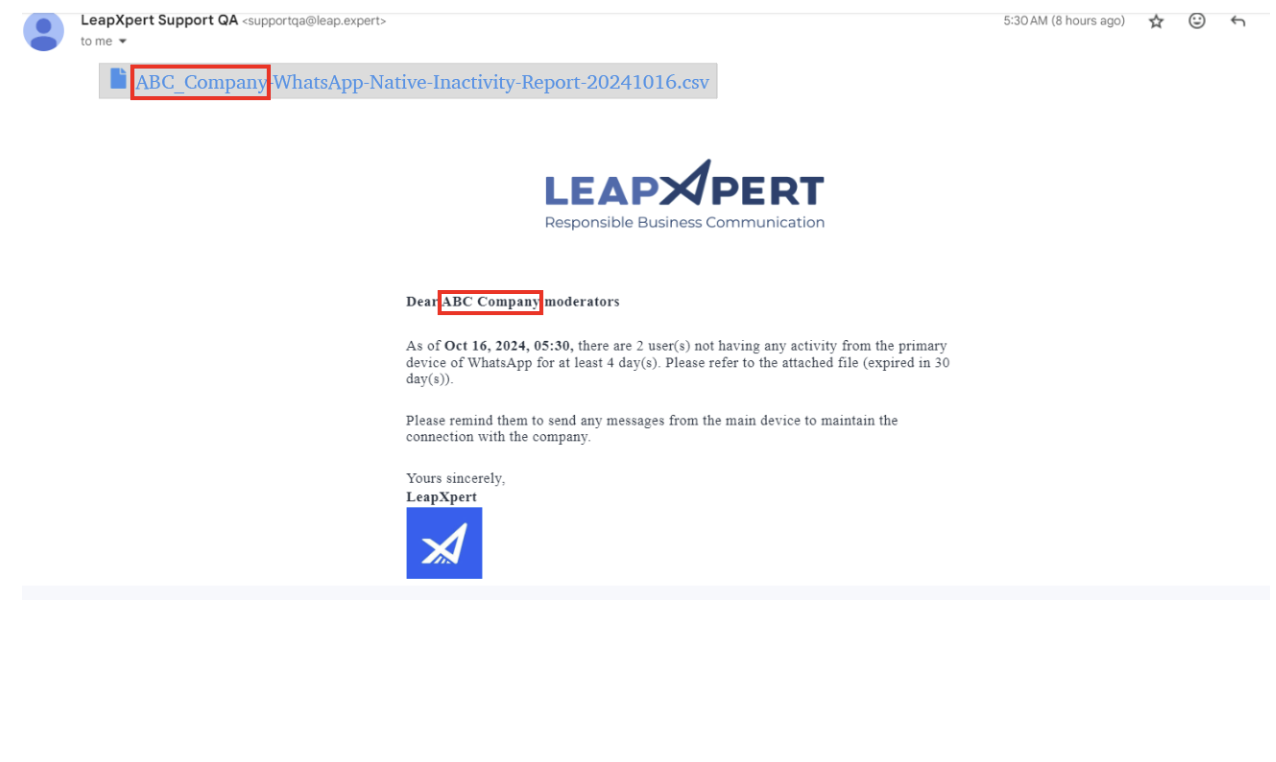 LeapXpert Support QA <supportqa@leap.expert>
5:30 AM (8 hours ago)
to me
ABC_Company-WhatsApp-Native-Inactivity-Report-20241016.csv
LEAPXPERT
Responsible Business Communication
Dear ABC Company moderators
As of Oct 16, 2024, 05:30, there are 2 user(s) not having any activity from the primary
device of WhatsApp for at least 4 day(s). Please refer to the attached file (expired in 30
day(s)).
Please remind them to send any messages from the main device to maintain the
connection with the company.
Yours sincerely,
LeapXpert